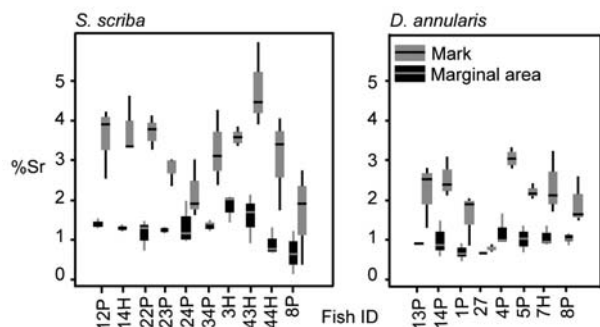 S. scriba
D. annularis
Mark
Marginal area
%Sr
5
4
3
2
1
0
5
4
3
2
1
0
12P 14H 22P 23P 24P 34P 3H 43H 44H 8P
Fish ID
13P 14P 1P 27 4P 5P 7H 8P